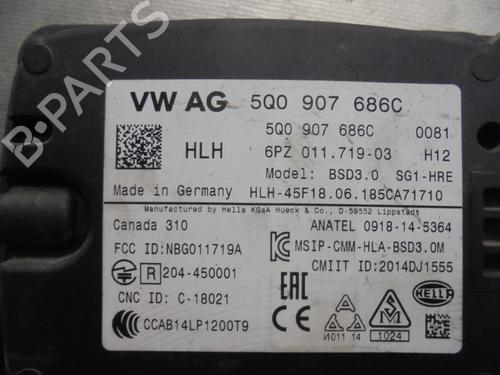 VW AG 5Q0 907 686C
5Q0 907 686C 0081
HLH 6PZ 011.719-03 H12
Model: BSD3.0 SG1-HRE
Made in Germany HLH-45F18.06.185CA71710
Manufactured by Hella KGaA Hueck & Co., D-59552 Lippstadt
Canada 310 ANATEL 0918-14-5364
FCC ID:NBG011719A MSIP-CMM-HLA-BSD3.0M
R 204-450001 CMIIT ID:2014DJ1555
CNC ID: C-18021 EAC HELLA
CCAB14LP1200T9 И011 14 1024
B-PARTS